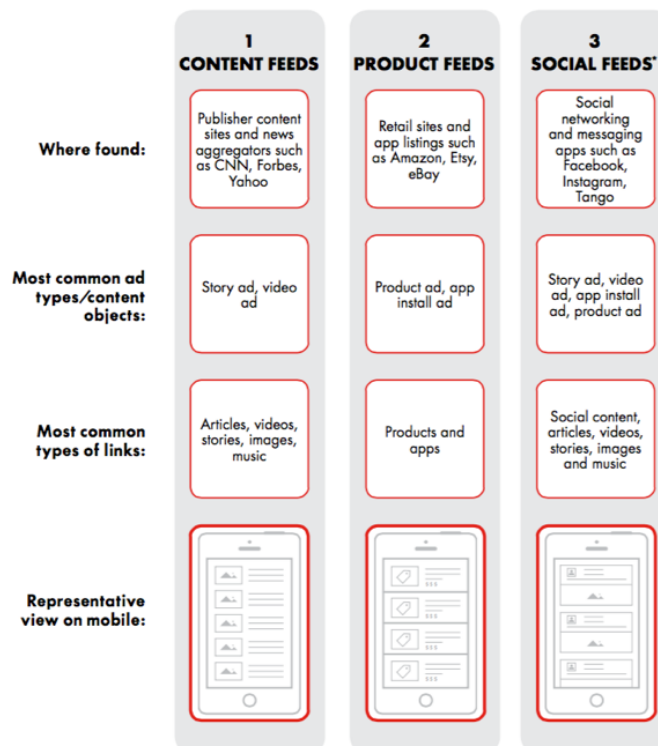 1
CONTENT FEEDS
2
PRODUCT FEEDS
3
SOCIAL FEEDS*
Where found:
Publisher content
sites and news
aggregators such
as CNN, Forbes,
Yahoo
Retail sites and
app listings such
as Amazon, Etsy,
eBay
Social
networking
and messaging
apps such as
Facebook,
Instagram,
Tango
Most common ad
types/content
objects:
Story ad, video
ad
Product ad, app
install ad
Story ad, video
ad, app install
ad, product ad
Most common
types of links:
Articles, videos,
stories, images,
music
Products and
apps
Social content,
articles, videos,
stories, images
and music
Representative
view on mobile:
$$$
$$$
$$$
$$$